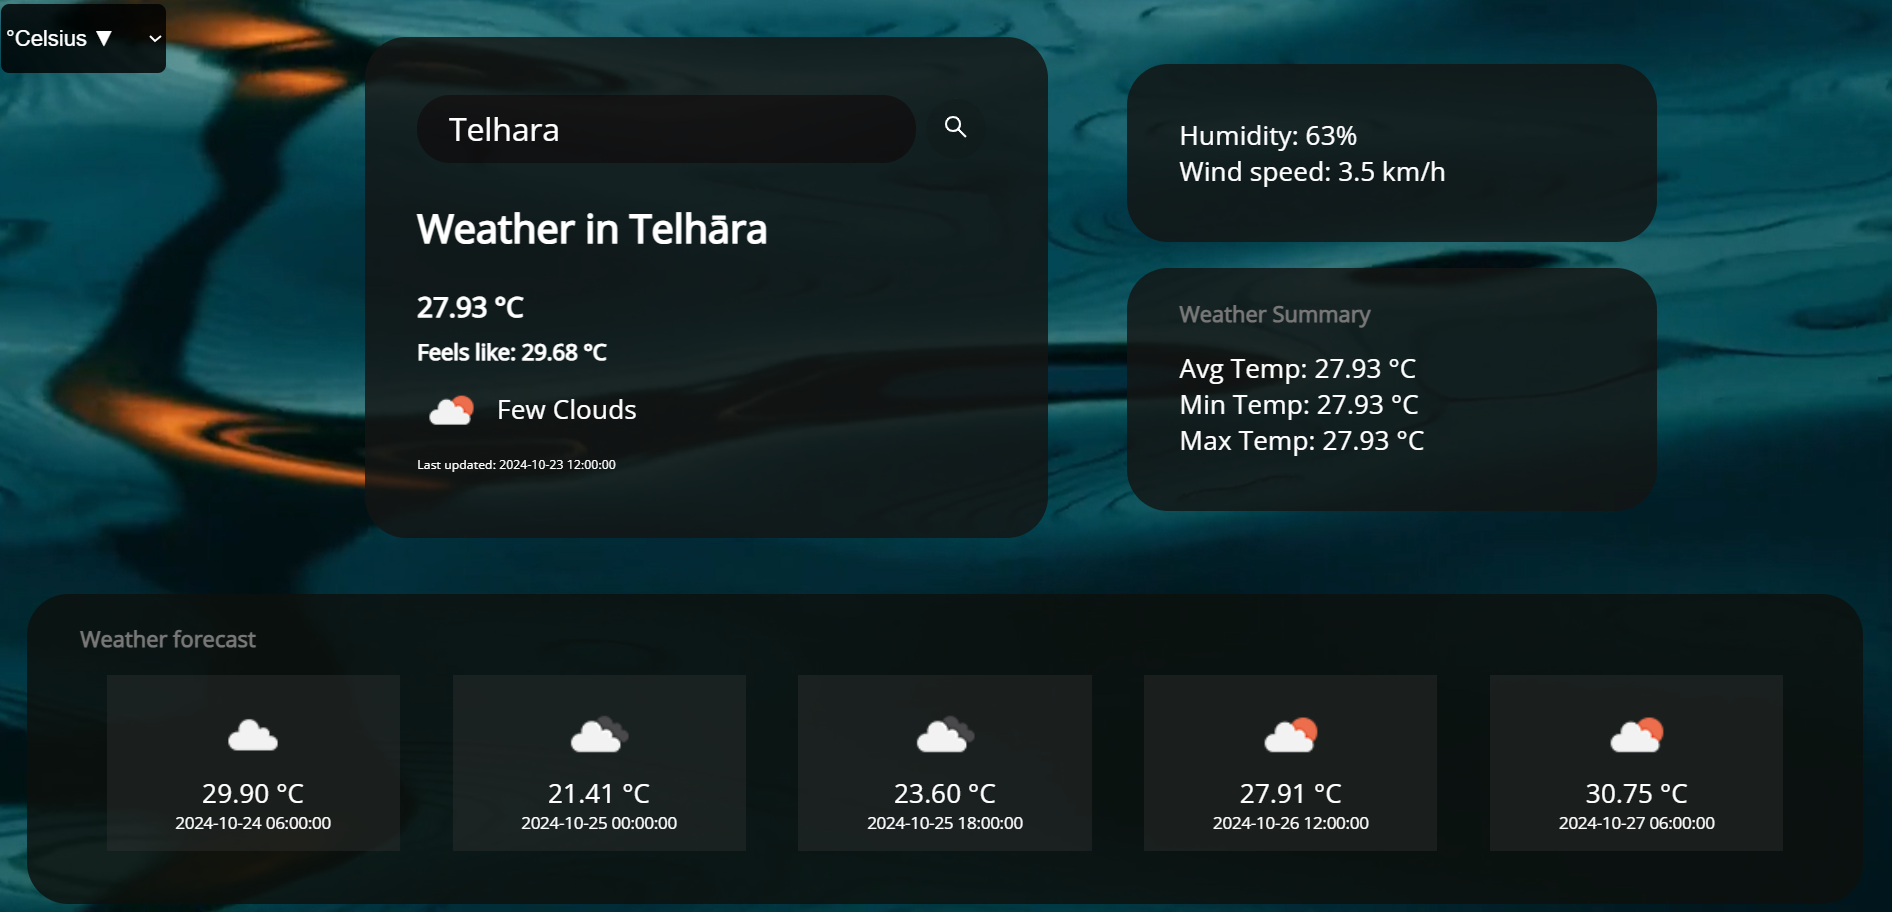 °Celsius ▼
Telhara
Weather in Telhāra
27.93 °C
Feels like: 29.68 °C
Few Clouds
Last updated: 2024-10-23 12:00:00
Humidity: 63%
Wind speed: 3.5 km/h
Weather Summary
Avg Temp: 27.93 °C
Min Temp: 27.93 °C
Max Temp: 27.93 °C
Weather forecast
29.90 °C
2024-10-24 06:00:00
21.41 °C
2024-10-25 00:00:00
23.60 °C
2024-10-25 18:00:00
27.91 °C
2024-10-26 12:00:00
30.75 °C
2024-10-27 06:00:00